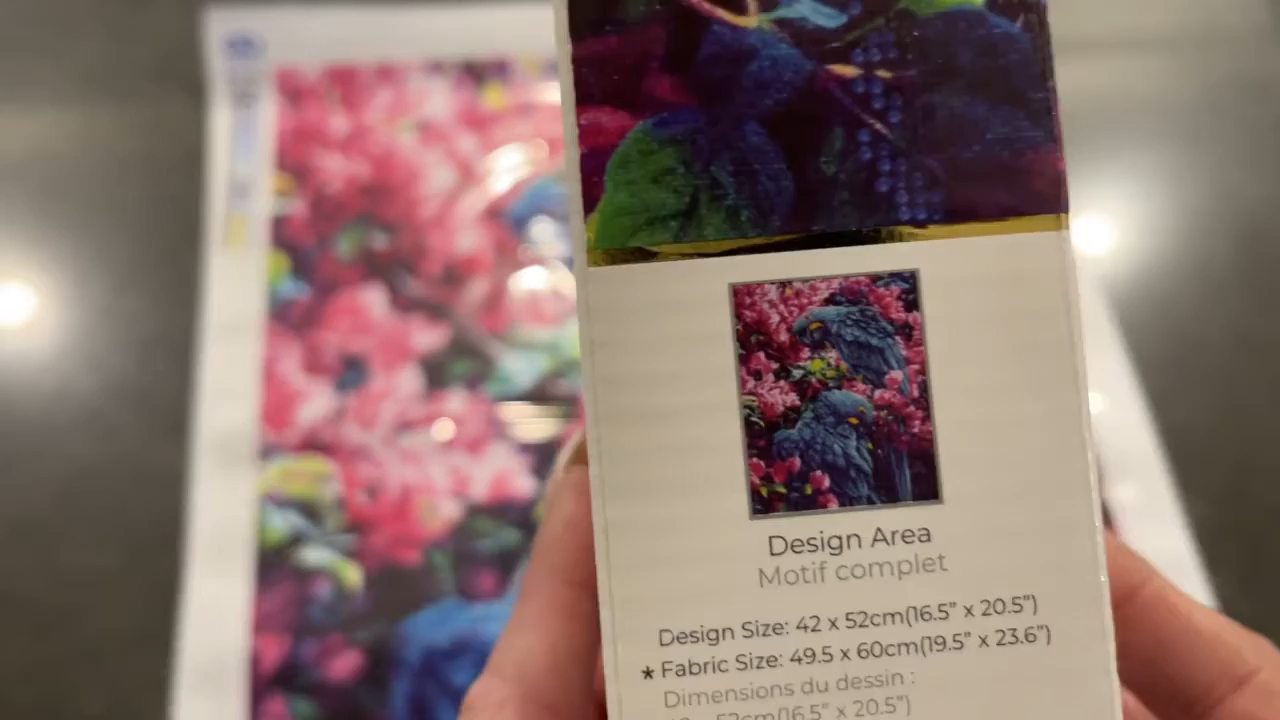 Design Area
Motif complet
Design Size: 42 x 52cm(16.5” x 20.5”)
* Fabric Size: 49.5 x 60cm(19.5” x 23.6”)
Dimensions du dessin :
52cm(16.5” x 20.5”)